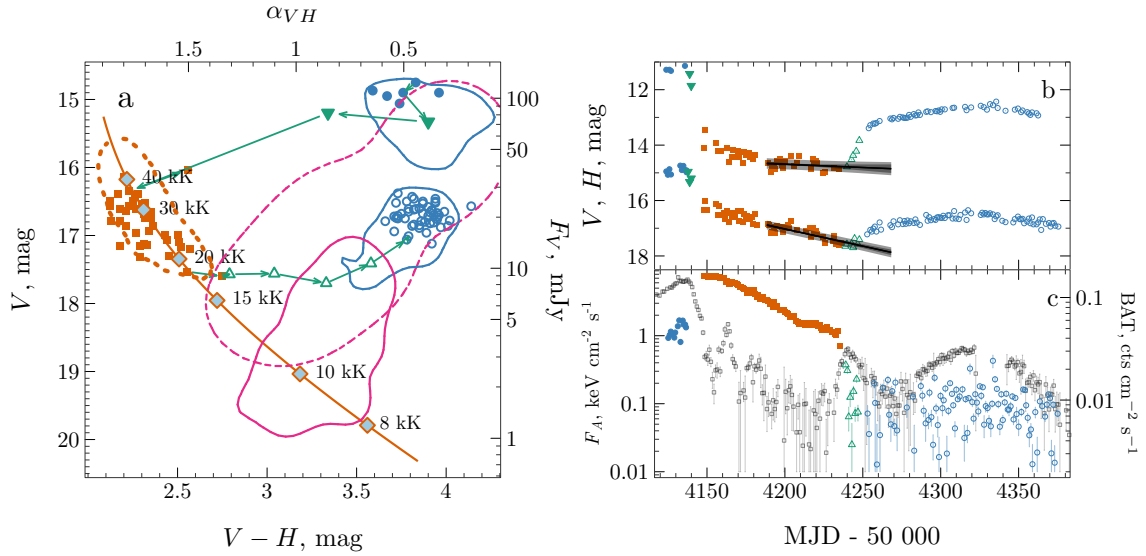 α_VH
1.5
1
0.5
a
15
16
17
18
19
20
V, mag
40 kK
30 kK
20 kK
15 kK
10 kK
8 kK
100
50
10
5
1
F_V, mJy
2.5
3
3.5
4
V − H, mag
b
12
14
16
18
V, H, mag
c
1
0.1
0.01
F_A, keV cm⁻² s⁻¹
0.1
0.01
BAT, cts cm⁻² s⁻¹
4150
4200
4250
4300
4350
MJD - 50 000